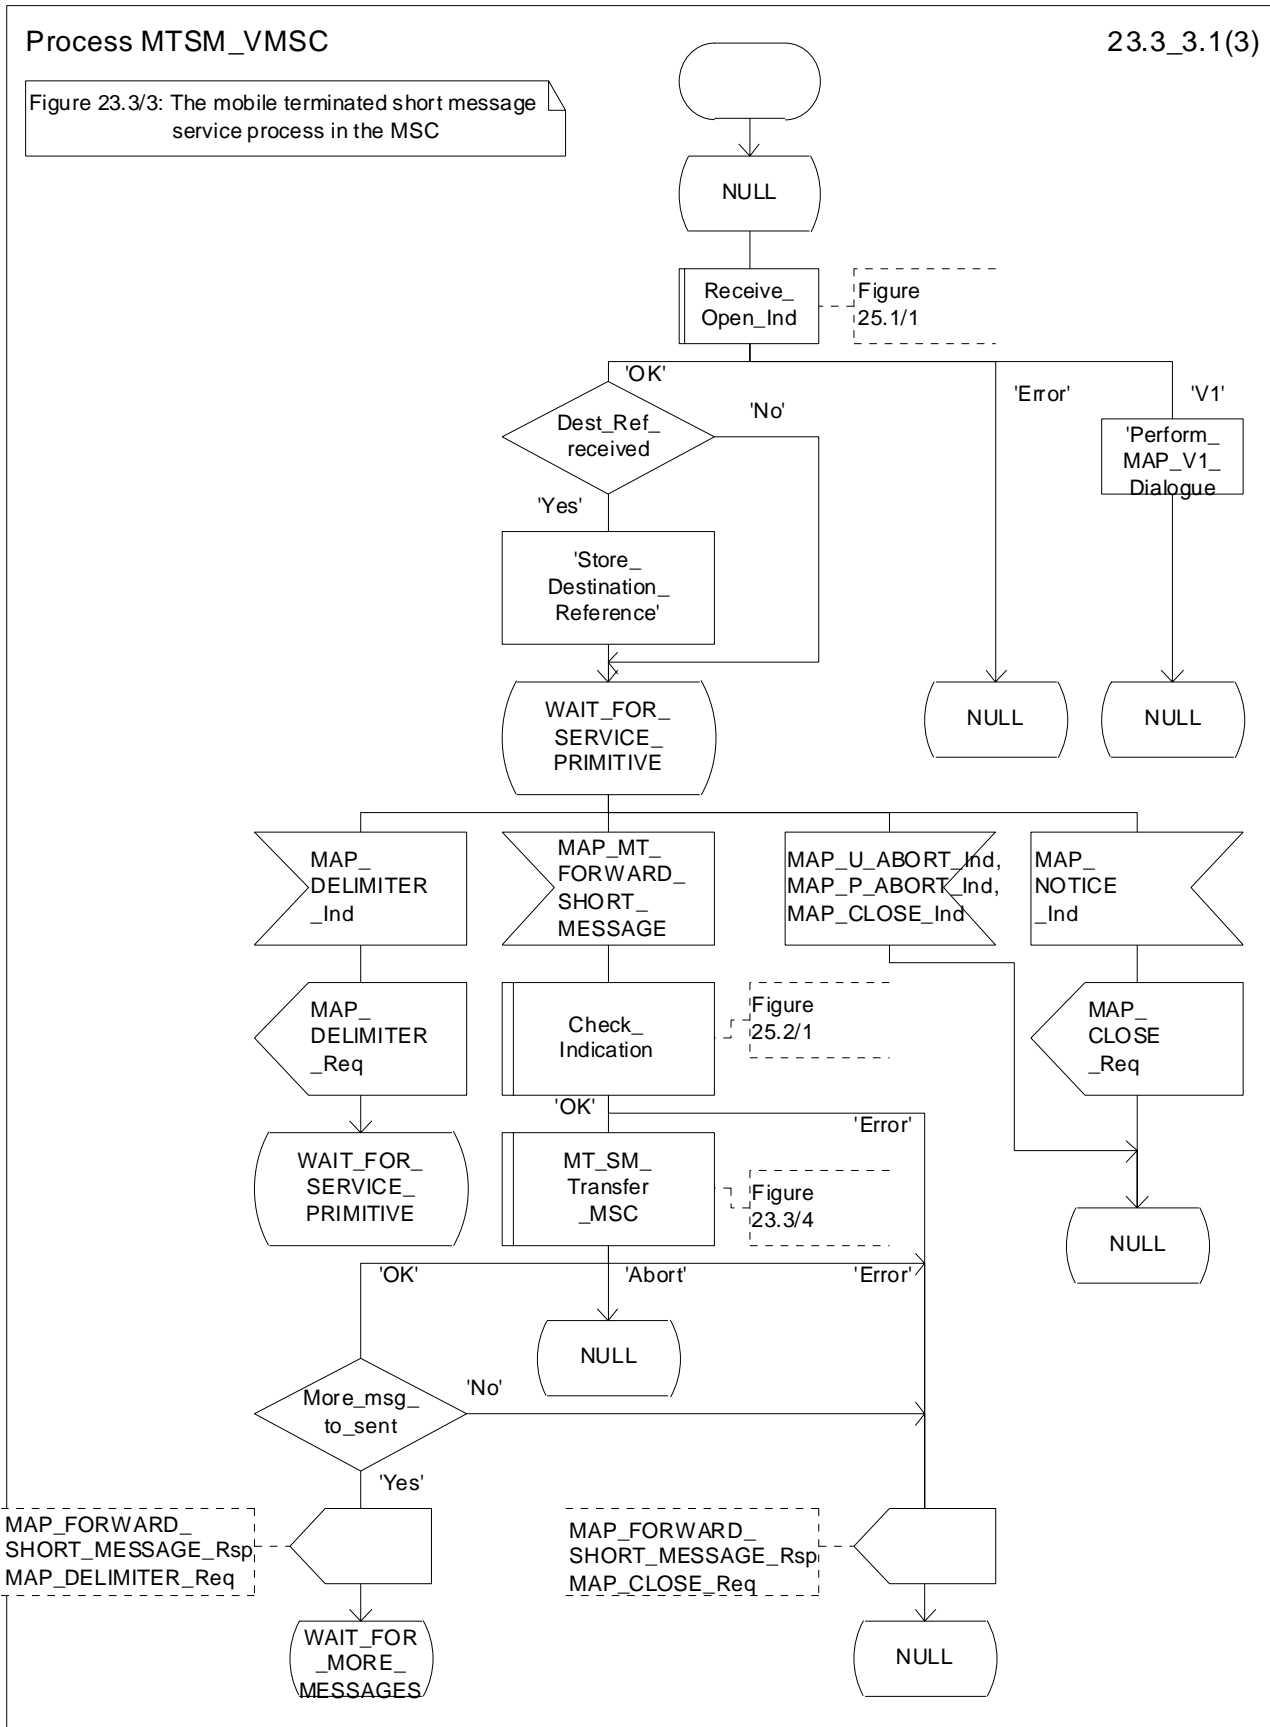 Process MTSM_VMSC
23.3_3.1(3)
Figure 23.3/3: The mobile terminated short message
service process in the MSC
NULL
Receive_
Open_Ind
Figure
25.1/1
'OK'
'No'
'Error'
'V1'
Dest_Ref_
received
'Perform_
MAP_V1_
Dialogue
'Yes'
'Store_
Destination_
Reference'
WAIT_FOR_
SERVICE_
PRIMITIVE
NULL
NULL
MAP_
DELIMITER
_Ind
MAP_MT_
FORWARD_
SHORT_
MESSAGE
MAP_U_ABORT_Ind,
MAP_P_ABORT_Ind,
MAP_CLOSE_Ind
MAP_
NOTICE
_Ind
MAP_
DELIMITER
_Req
Check_
Indication
Figure
25.2/1
MAP_
CLOSE
_Req
'OK'
'Error'
WAIT_FOR_
SERVICE_
PRIMITIVE
MT_SM_
Transfer
_MSC
Figure
23.3/4
NULL
'OK'
'Abort'
'Error'
NULL
More_msg_
to_sent
'No'
'Yes'
MAP_FORWARD_
SHORT_MESSAGE_Rsp
MAP_DELIMITER_Req
MAP_FORWARD_
SHORT_MESSAGE_Rsp
MAP_CLOSE_Req
WAIT_FOR
_MORE_
MESSAGES
NULL